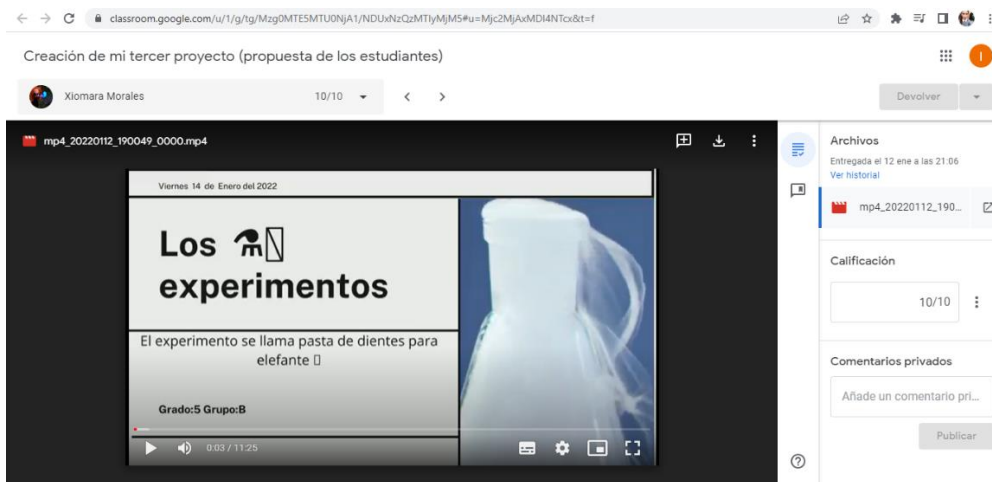 classroom.google.com/u/1/g/tg/Mzg0MTE5MTU0NjA1/NDUxNzQzMTIyMjM5#u=Mjc2MjAxMDI4NTcx&t=f
Creación de mi tercer proyecto (propuesta de los estudiantes)
I
Xiomara Morales
10/10
Devolver
mp4_20220112_190049_0000.mp4
Viernes 14 de Enero del 2022
Los
experimentos
El experimento se llama pasta de dientes para
elefante
Grado:5 Grupo:B
0:03 / 11:25
Archivos
Entregada el 12 ene a las 21:06
Ver historial
mp4_20220112_190...
Calificación
10/10
Comentarios privados
Añade un comentario pri...
Publicar